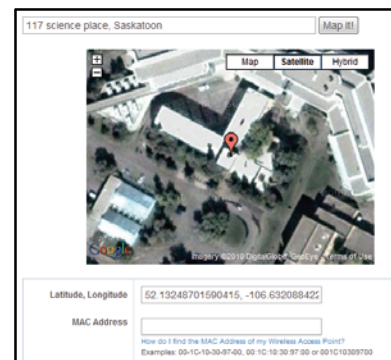 117 science place, Saskatoon
Map it!
+
Map Satellite Hybrid
-
Google
Imagery ©2010 DigitalGlobe, GeoEye - Terms of Use
Latitude, Longitude
52.13248701590415, -106.632088422
MAC Address
How do I find the MAC Address of my Wireless Access Point?
Examples: 00-1C-10-30-97-00, 00:1C:10:30:97:00 or 001C10309700